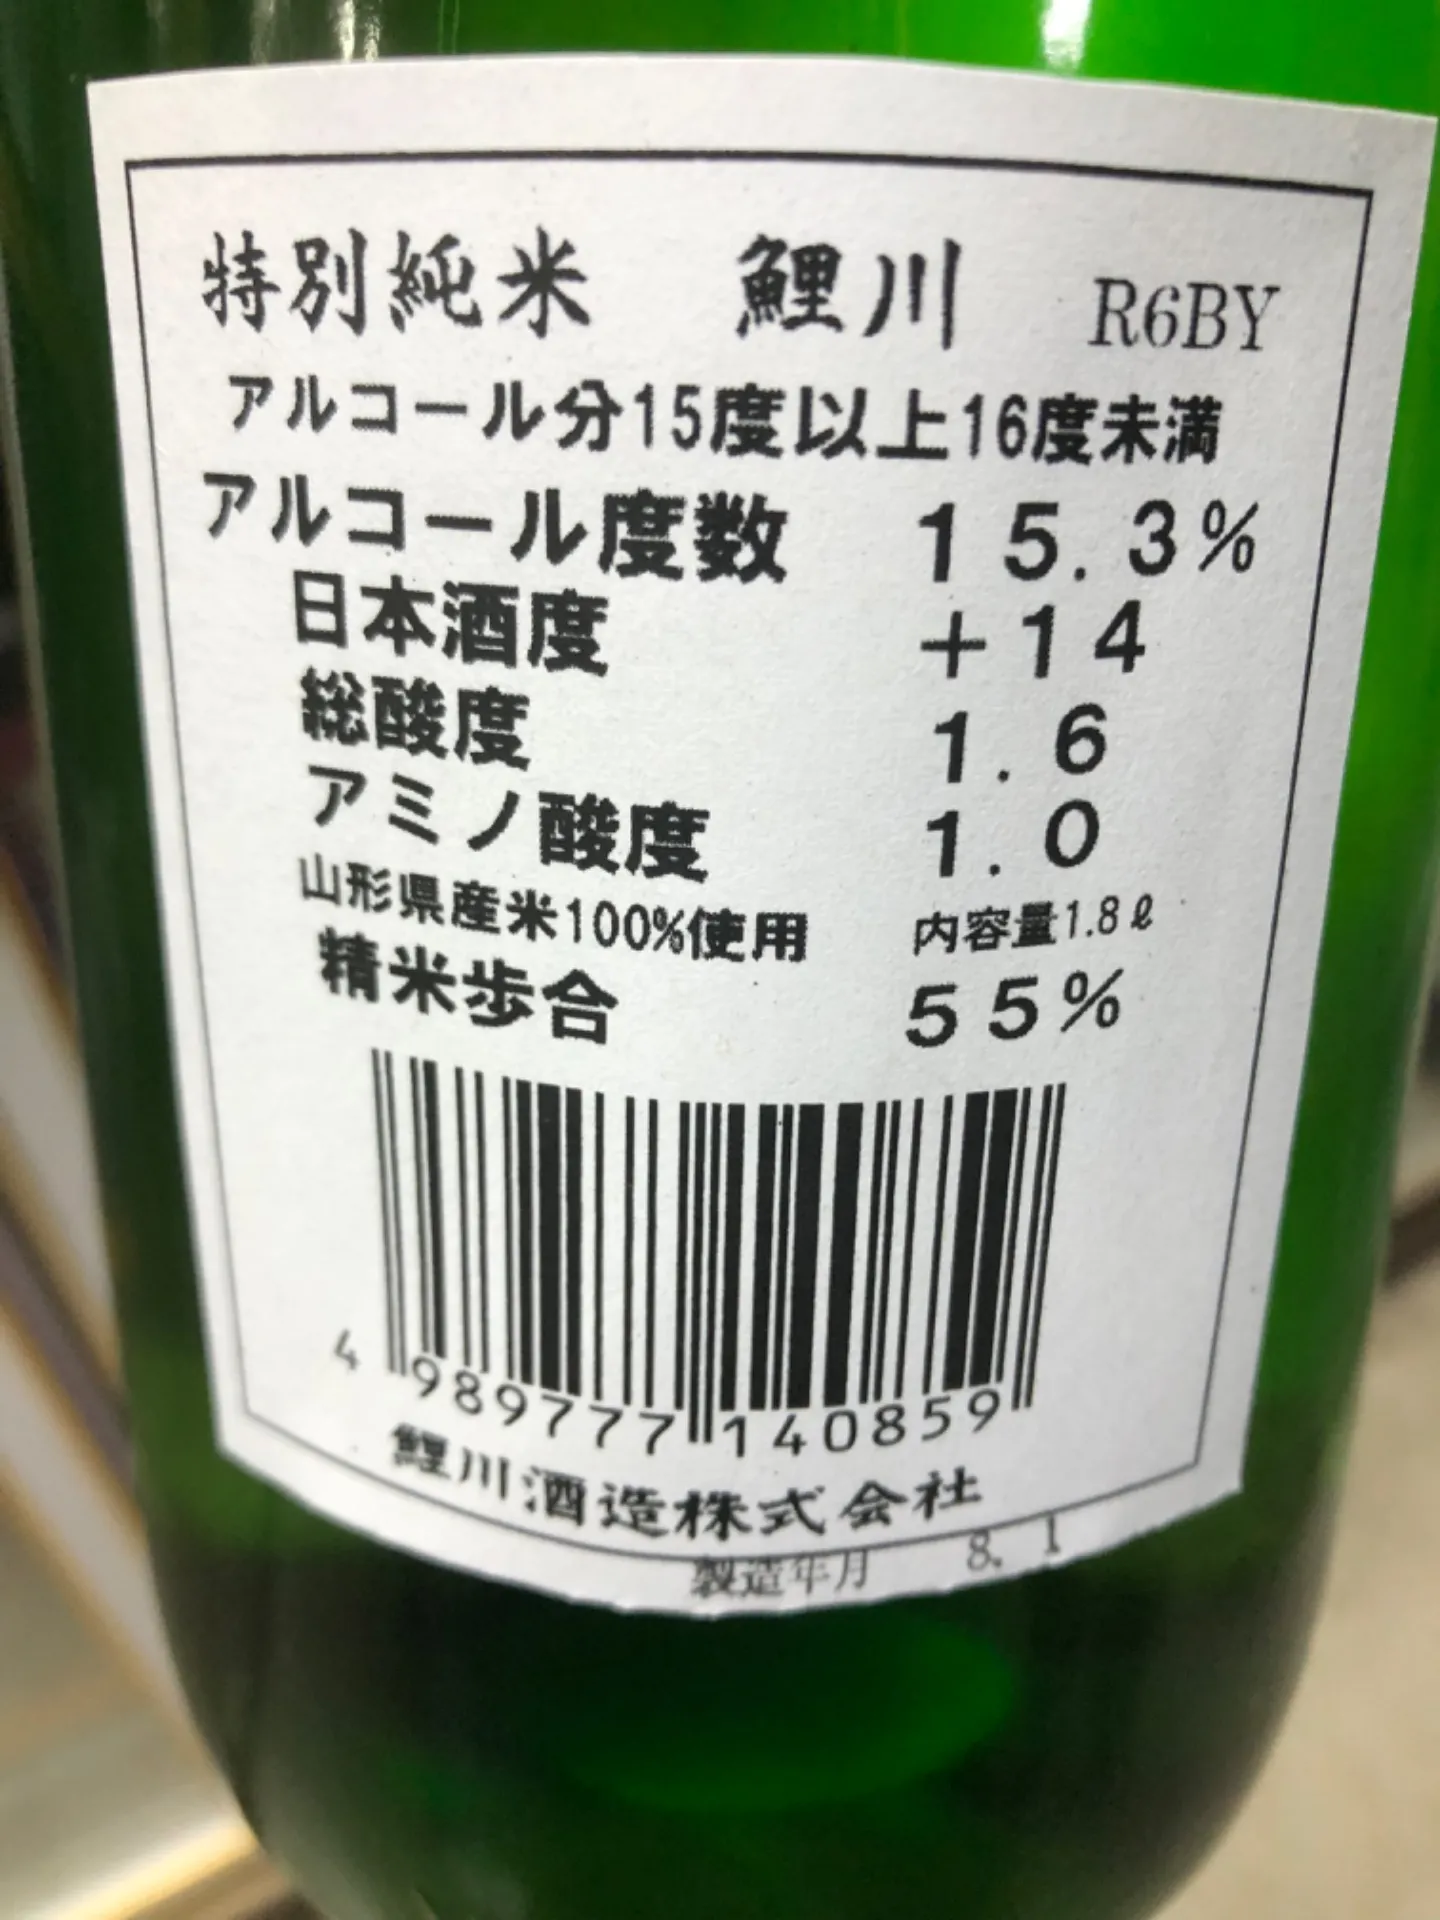 特別純米 鯉川 R6BY
アルコール分15度以上16度未満
アルコール度数 15.3%
日本酒度 +14
総酸度 1.6
アミノ酸度 1.0
山形県産米100%使用 内容量1.8ℓ
精米歩合 55%
4 989777 140859
鯉川酒造株式会社
製造年月 8. 1